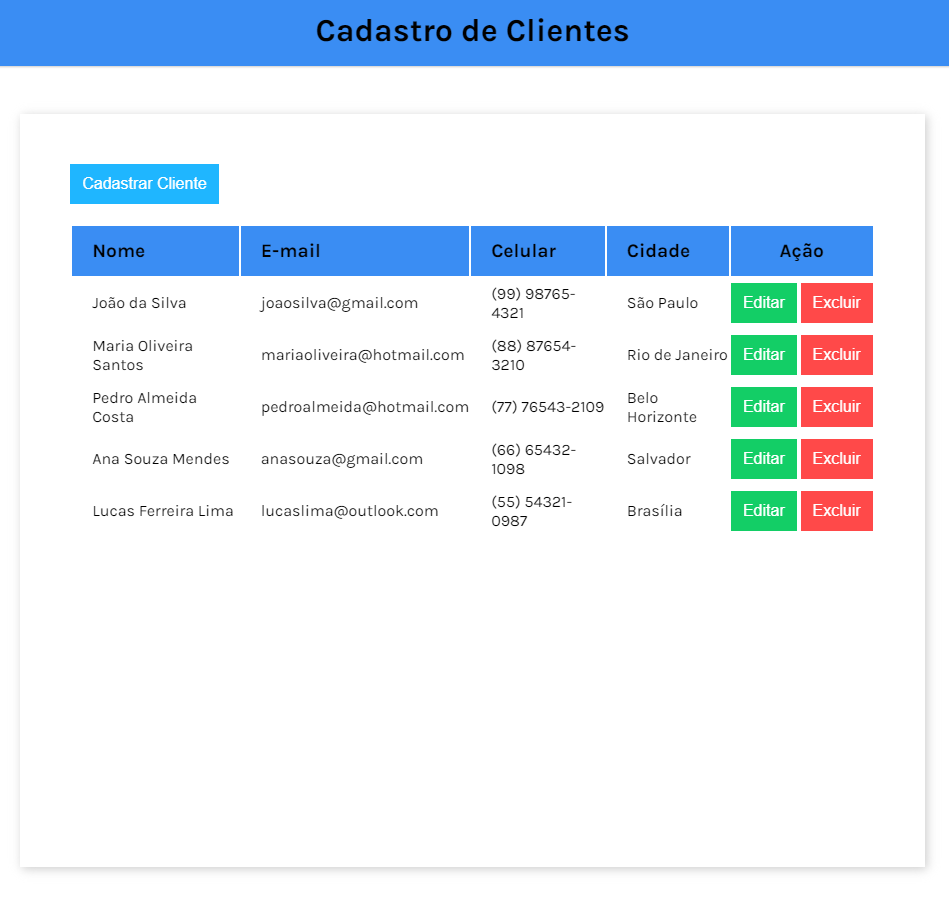 Cadastro de Clientes
Cadastrar Cliente
Nome E-mail Celular Cidade Ação
João da Silva joaosilva@gmail.com (99) 98765-4321 São Paulo Editar Excluir
Maria Oliveira Santos mariaoliveira@hotmail.com (88) 87654-3210 Rio de Janeiro Editar Excluir
Pedro Almeida Costa pedroalmeida@hotmail.com (77) 76543-2109 Belo Horizonte Editar Excluir
Ana Souza Mendes anasouza@gmail.com (66) 65432-1098 Salvador Editar Excluir
Lucas Ferreira Lima lucaslima@outlook.com (55) 54321-0987 Brasília Editar Excluir